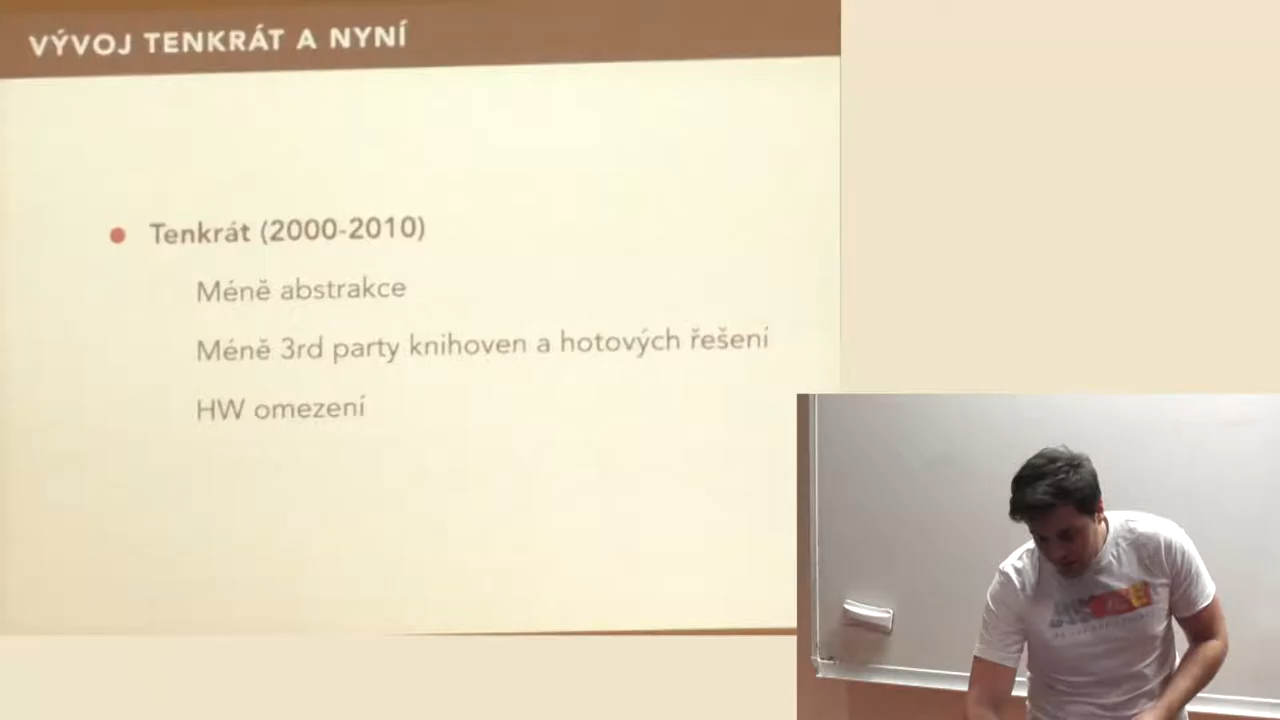 VÝVOJ TENKRÁT A NYNÍ
Tenkrát (2000-2010)
Méně abstrakce
Méně 3rd party knihoven a hotových řešení
HW omezení